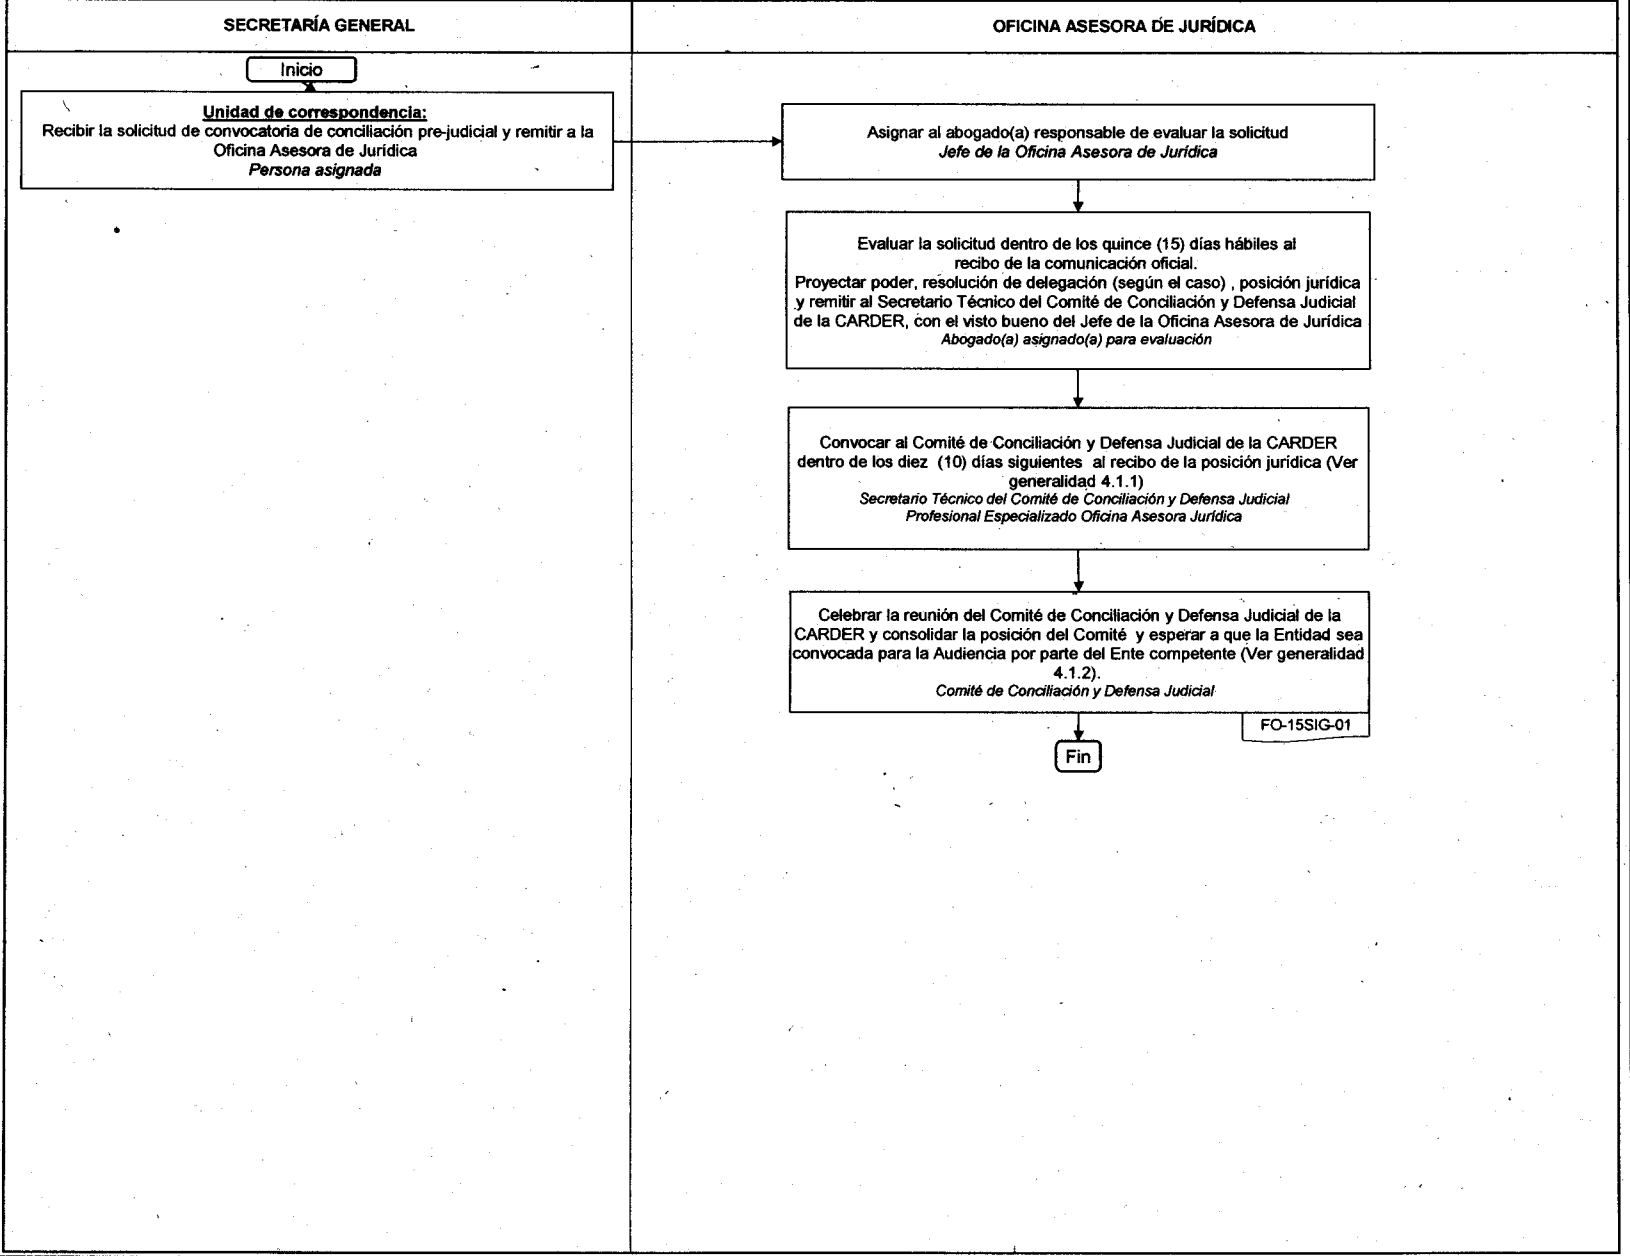 SECRETARÍA GENERAL
OFICINA ASESORA DE JURÍDICA
Inicio
Unidad de correspondencia:
Recibir la solicitud de convocatoria de conciliación pre-judicial y remitir a la
Oficina Asesora de Jurídica
Persona asignada
Asignar al abogado(a) responsable de evaluar la solicitud
Jefe de la Oficina Asesora de Jurídica
Evaluar la solicitud dentro de los quince (15) días hábiles al
recibo de la comunicación oficial.
Proyectar poder, resolución de delegación (según el caso) , posición jurídica
y remitir al Secretario Técnico del Comité de Conciliación y Defensa Judicial
de la CARDER, con el visto bueno del Jefe de la Oficina Asesora de Jurídica
Abogado(a) asignado(a) para evaluación
Convocar al Comité de Conciliación y Defensa Judicial de la CARDER
dentro de los diez (10) días siguientes al recibo de la posición jurídica (Ver
generalidad 4.1.1)
Secretario Técnico del Comité de Conciliación y Defensa Judicial
Profesional Especializado Oficina Asesora Jurídica
Celebrar la reunión del Comité de Conciliación y Defensa Judicial de la
CARDER y consolidar la posición del Comité y esperar a que la Entidad sea
convocada para la Audiencia por parte del Ente competente (Ver generalidad
4.1.2).
Comité de Conciliación y Defensa Judicial
FO-15SIG-01
Fin